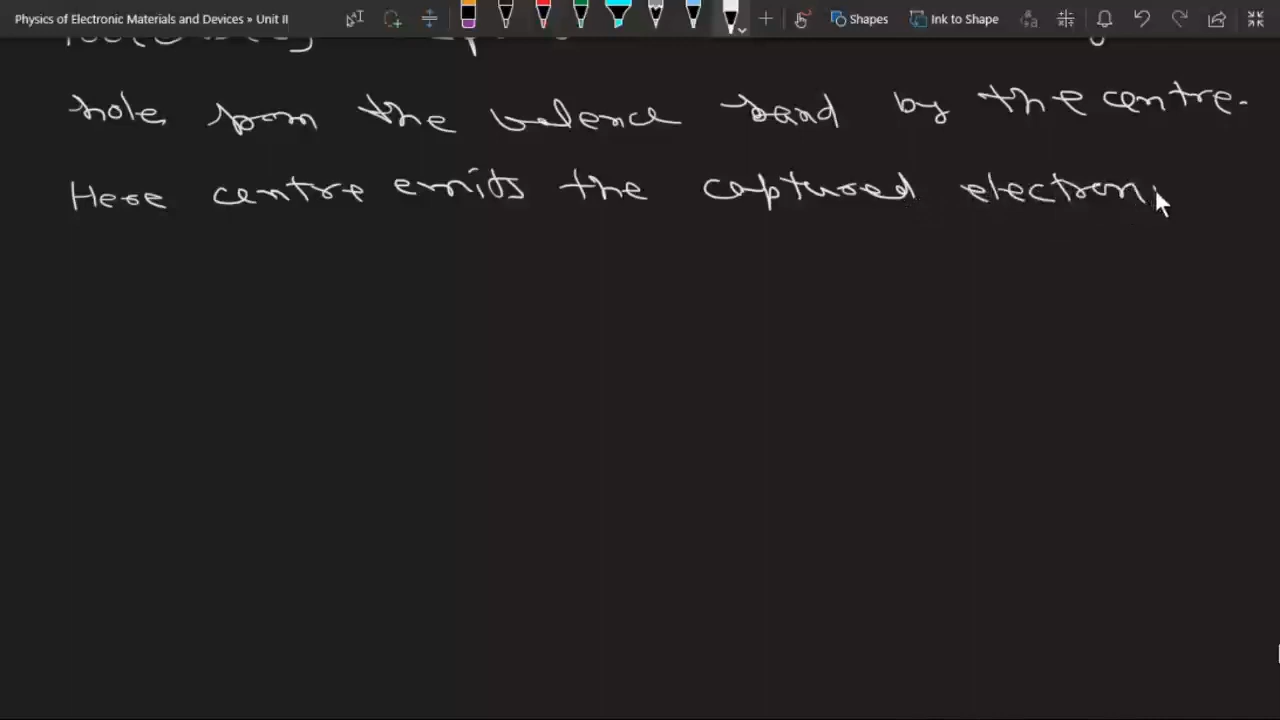 Physics of Electronic Materials and Devices » Unit II
Shapes
Ink to Shape
hole from the valence band by the centre.
Here centre emits the captured electron